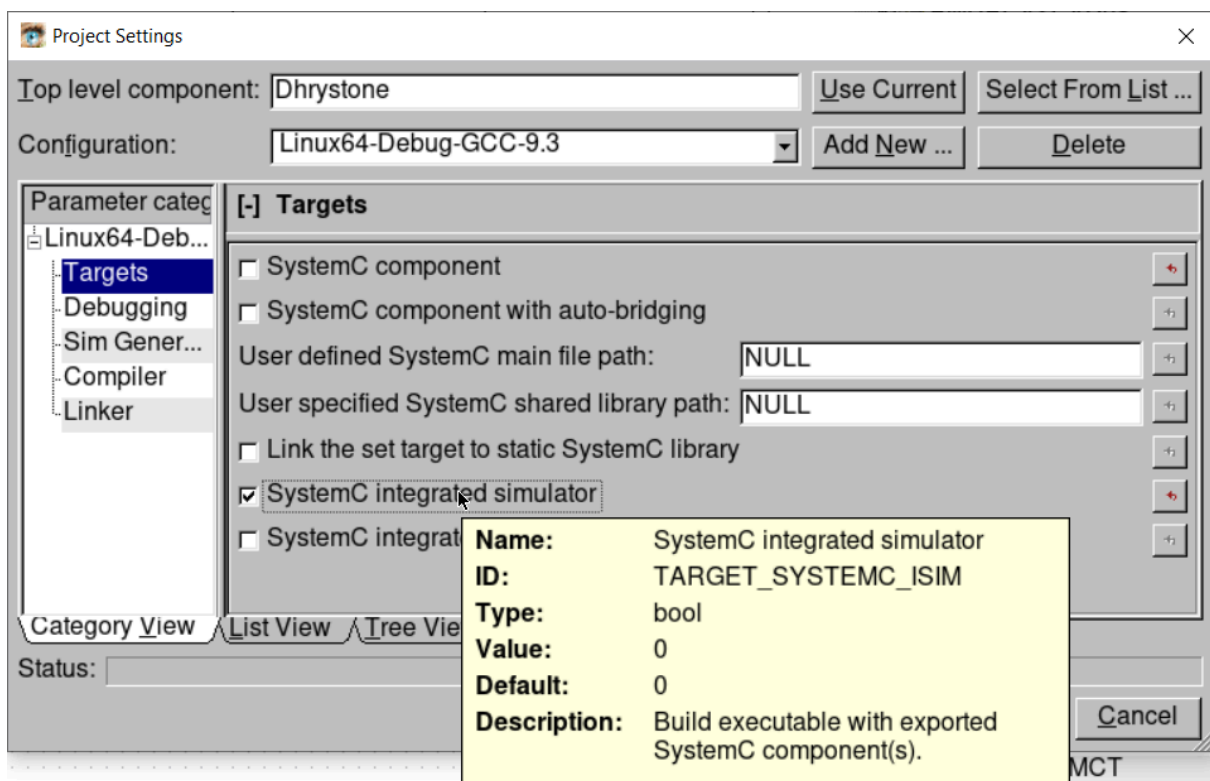 Project Settings
Top level component: Dhrystone Use Current Select From List ...
Configuration: Linux64-Debug-GCC-9.3 Add New ... Delete
Parameter categ
Linux64-Deb...
Targets
Debugging
Sim Gener...
Compiler
Linker
[-] Targets
SystemC component
SystemC component with auto-bridging
User defined SystemC main file path: NULL
User specified SystemC shared library path: NULL
Link the set target to static SystemC library
SystemC integrated simulator
SystemC integrat
Name: SystemC integrated simulator
ID: TARGET_SYSTEMC_ISIM
Type: bool
Value: 0
Default: 0
Description: Build executable with exported
SystemC component(s).
Category View List View Tree Vie
Status:
Cancel
MCT